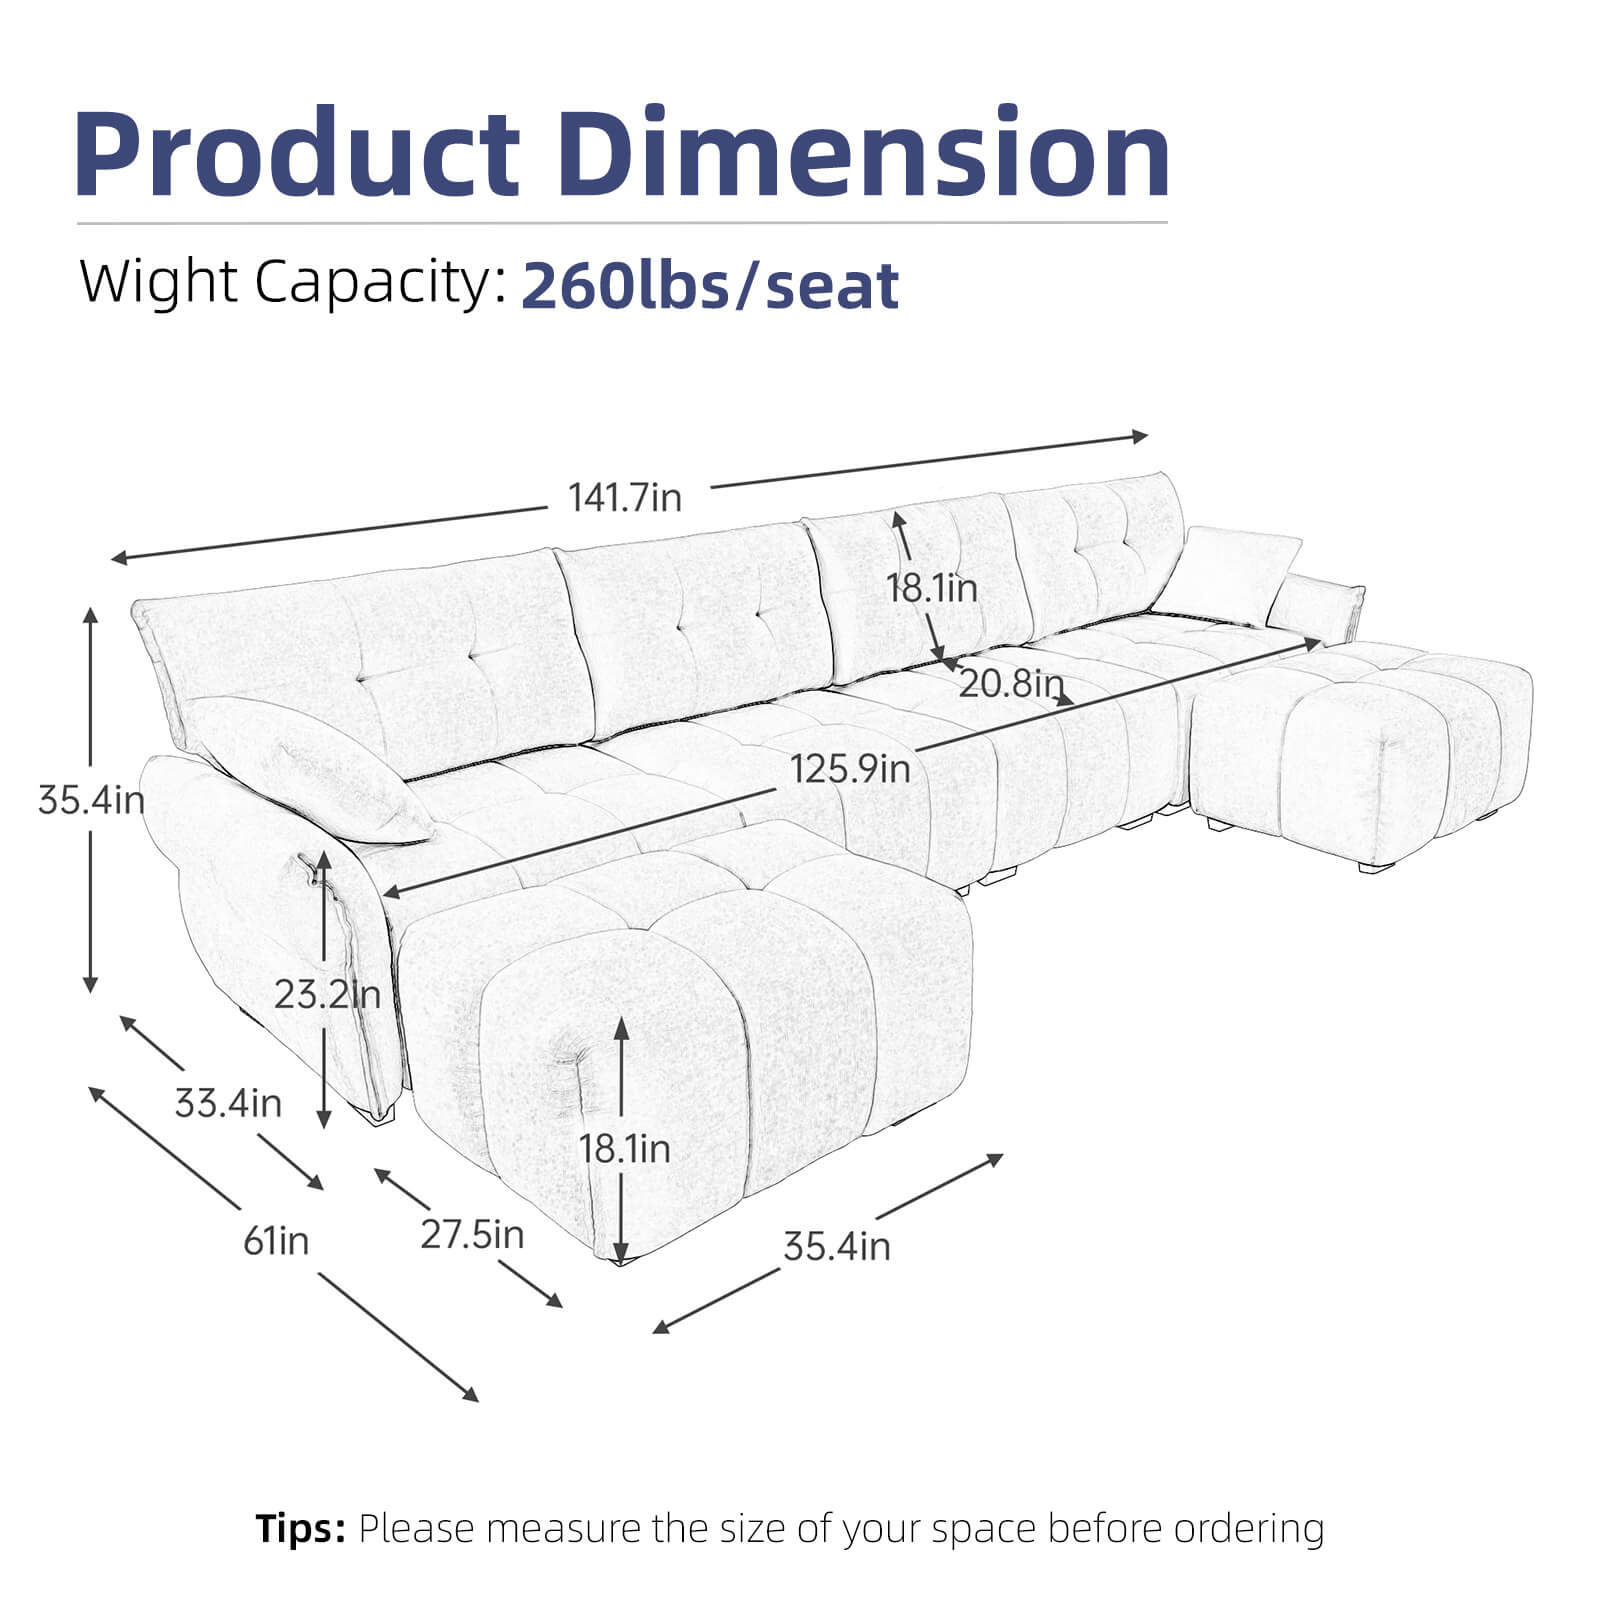 Product Dimension
Wight Capacity: 260lbs/seat
141.7in
18.1in
20.8in
125.9in
35.4in
23.2in
33.4in
18.1in
61in
27.5in
35.4in
Tips: Please measure the size of your space before ordering